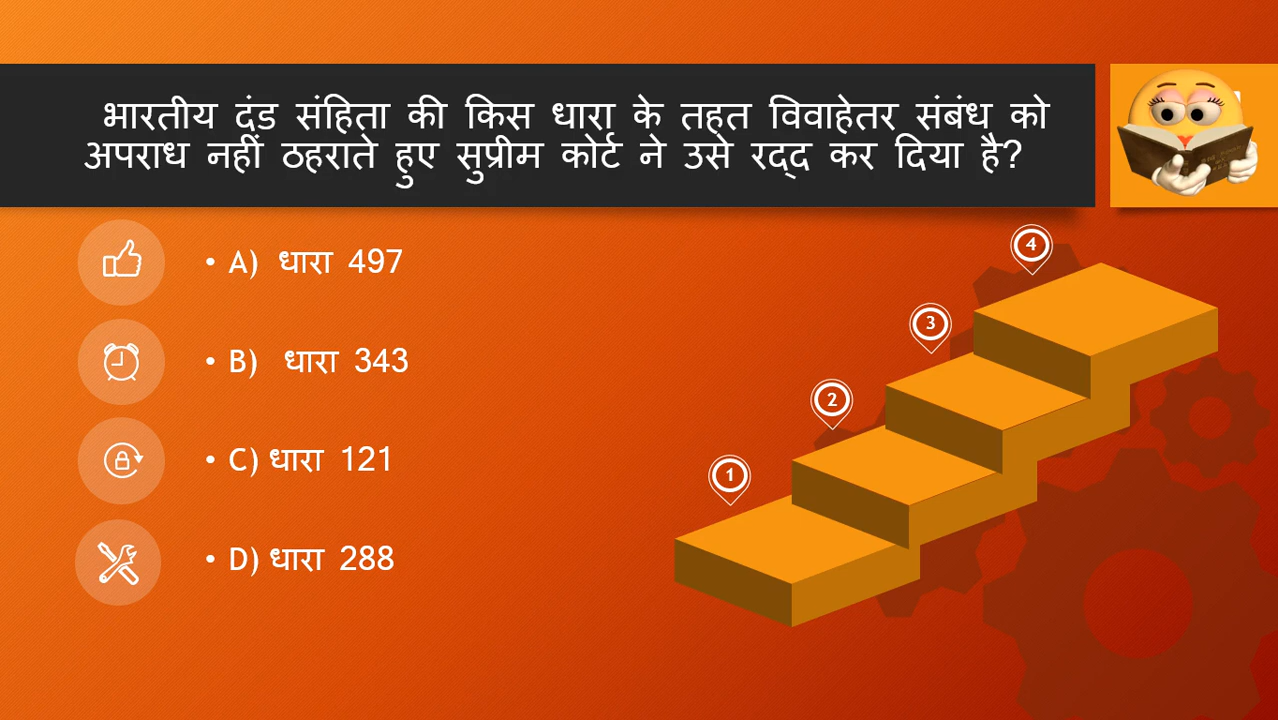 भारतीय दंड संहिता की किस धारा के तहत विवाहेतर संबंध को
अपराध नहीं ठहराते हुए सुप्रीम कोर्ट ने उसे रद्द कर दिया है?
• A) धारा 497
• B) धारा 343
• C) धारा 121
• D) धारा 288
4
3
2
1